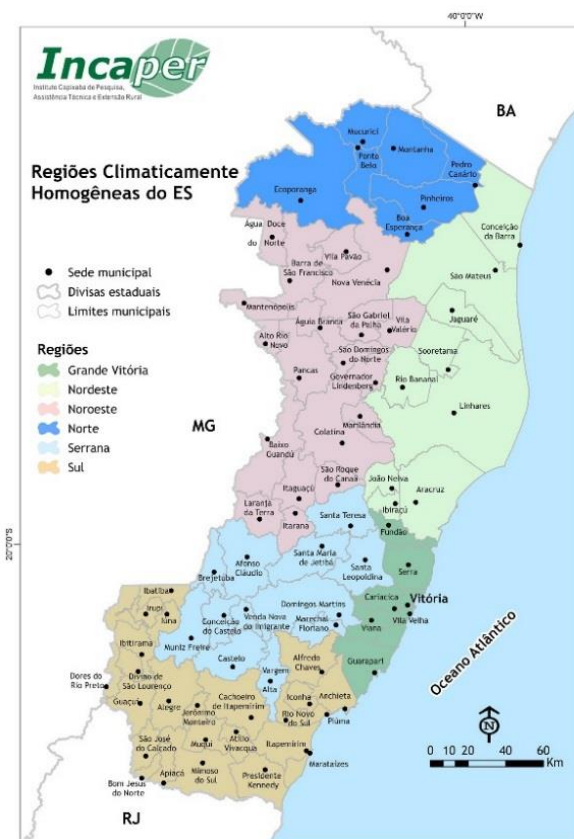 40°0'0"W
Incaper
Instituto Capixaba de Pesquisa,
Assistência Técnica e Extensão Rural
BA
Regiões Climaticamente
Homogêneas do ES
Mucurici
Ponto
Belo
Montanha
Pedro
Canário
Ecoporanga
Pinheiros
Boa
Esperança
Conceição
da Barra
Água Doce
do Norte
Vila Pavão
Barra de
São Francisco
Nova Venécia
São Mateus
Sede municipal
Divisas estaduais
Limites municipais
Mantenópolis
Águia Branca
São Gabriel
da Palha
Vila
Valério
Jaguaré
Alto Rio
Novo
São Domingos
do Norte
Sooretama
Regiões
Grande Vitória
Nordeste
Noroeste
Norte
Serrana
Sul
Pancas
Governador
Lindenberg
Rio Bananal
Linhares
MG
Marilândia
Colatina
Baixo
Guandú
São Roque
do Canaã
João Neiva
Aracruz
Itaguaçú
Ibiraçú
Laranja
da Terra
Itarana
Santa Teresa
Fundão
20°0'0"S
Afonso
Cláudio
Santa Maria
de Jetibá
Santa
Leopoldina
Serra
Brejetuba
Ibatiba
Cariacica
Vitória
Irupi
Iúna
Conceição
do Castelo
Venda Nova
do Imigrante
Domingos Martins
Marechal
Floriano
Viana
Vila Velha
Ibitirama
Muniz Freire
Castelo
Vargem
Alta
Alfredo
Chaves
Guarapari
Oceano Atlântico
Dores do
Rio Preto
Divino de
São Lourenço
Guaçuí
Alegre
Jerônimo
Monteiro
Cachoeiro
de Itapemirim
Iconha
Anchieta
Rio Novo
do Sul
Piúma
São José
do Calçado
Muqui
Atílio
Vivacqua
Itapemirim
Marataízes
Bom Jesus
do Norte
Apiacá
Mimoso
do Sul
Presidente
Kennedy
RJ
N
0 10 20 40 60
Km